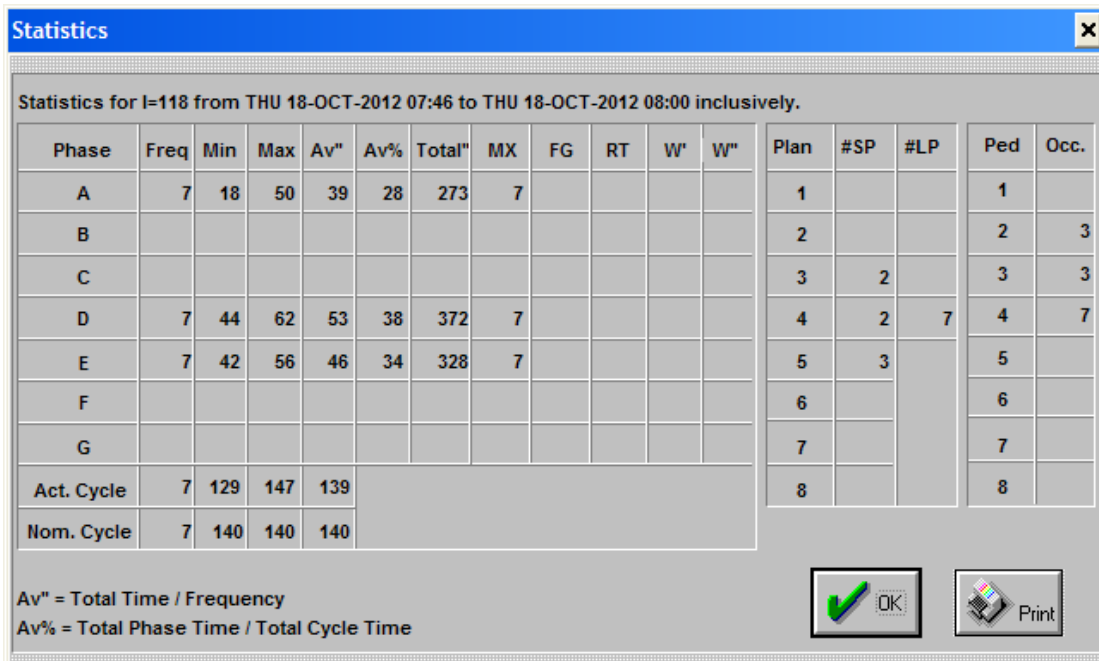 Statistics
Statistics for I=118 from THU 18-OCT-2012 07:46 to THU 18-OCT-2012 08:00 inclusively.
Phase Freq Min Max Av" Av% Total" MX FG RT W' W" Plan #SP #LP Ped Occ.
A 7 18 50 39 28 273 7 1 1
B 2 2 3
C 3 2 3 3
D 7 44 62 53 38 372 7 4 2 7 4 7
E 7 42 56 46 34 328 7 5 3 5
F 6 6
G 7 7
Act. Cycle 7 129 147 139 8 8
Nom. Cycle 7 140 140 140
Av" = Total Time / Frequency
Av% = Total Phase Time / Total Cycle Time
OK
Print